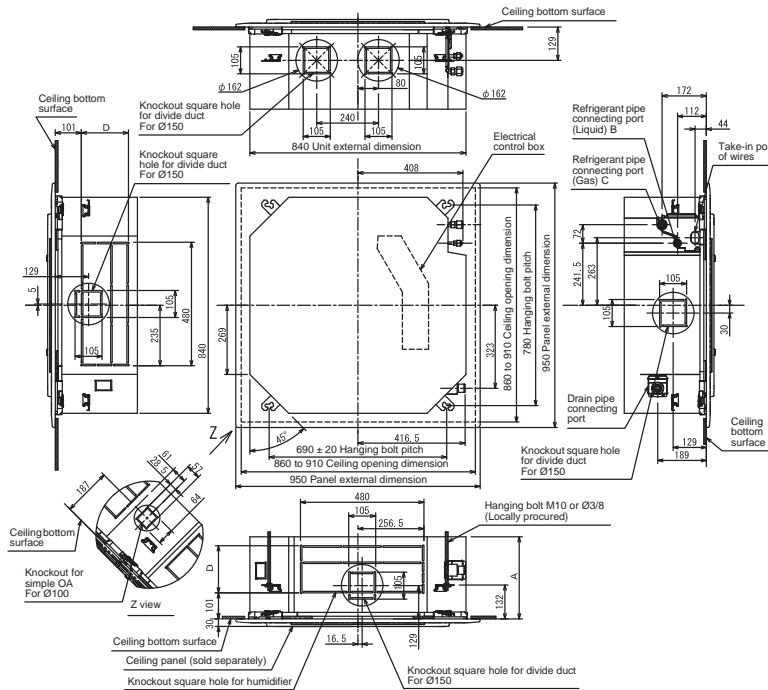 Ceiling bottom surface
129
105
105
φ162
80
φ162
Knockout square hole
for divide duct
For Ø150
240
105
105
840 Unit external dimension
Ceiling bottom
surface
101
D
Knockout square
hole for divide duct
For Ø150
129
5
105
105
235
480
840
Electrical
control box
408
269
323
860 to 910 Ceiling opening dimension
780 Hanging bolt pitch
950 Panel external dimension
Z
45°
416.5
690 ± 20 Hanging bolt pitch
860 to 910 Ceiling opening dimension
950 Panel external dimension
172
112
44
Refrigerant pipe
connecting port
(Liquid) B
Take-in po
of wires
Refrigerant pipe
connecting port
(Gas) C
72
241.5
263
105
105
30
Drain pipe
connecting
port
Ceiling
bottom
surface
129
189
Knockout square hole
for divide duct
For Ø150
61
28.5
57
64
187
Ceiling bottom
surface
Knockout for
simple OA
For Ø100
Z view
480
105
256.5
Hanging bolt M10 or Ø3/8
(Locally procured)
D
105
A
101
30
132
129
16.5
Ceiling bottom surface
Ceiling panel (sold separately)
Knockout square hole for humidifier
Knockout square hole for divide duct
For Ø150